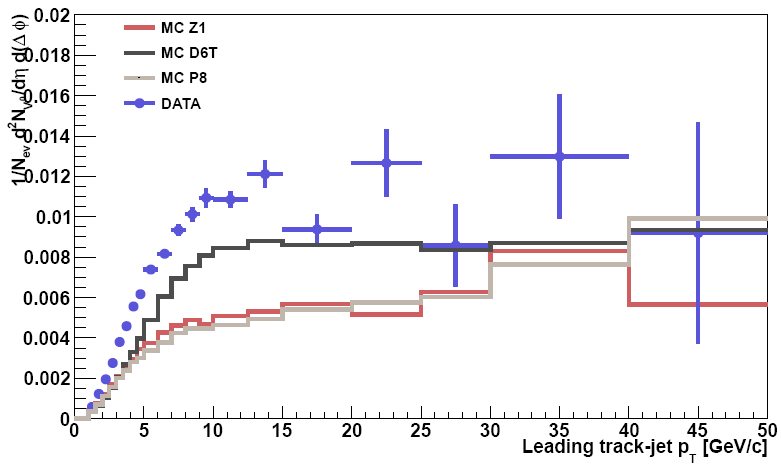 1/N_ev d²N_V⁰/dη d(Δ φ)
MC Z1
MC D6T
MC P8
DATA
0.02
0.018
0.016
0.014
0.012
0.01
0.008
0.006
0.004
0.002
0
0 5 10 15 20 25 30 35 40 45 50
Leading track-jet p_T [GeV/c]